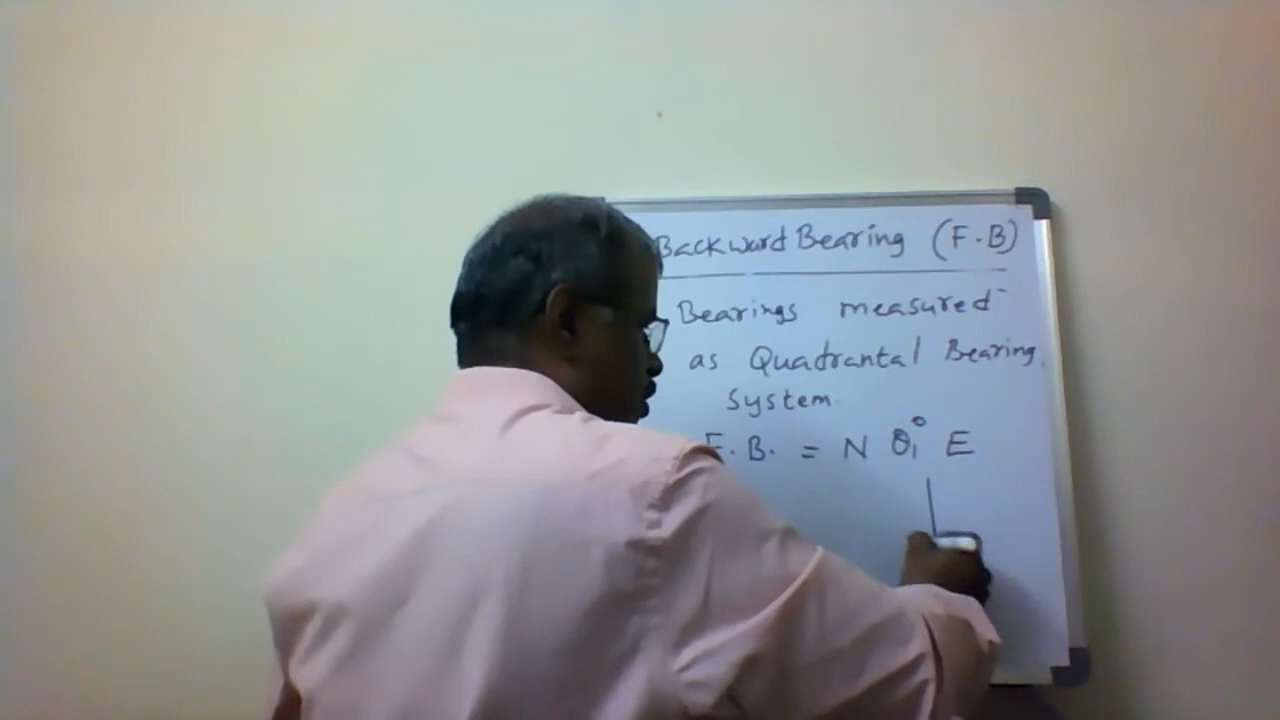 Backward Bearing (F.B)
Bearings measured
as Quadrantal Bearing
System.
F.B. = N θ₁° E